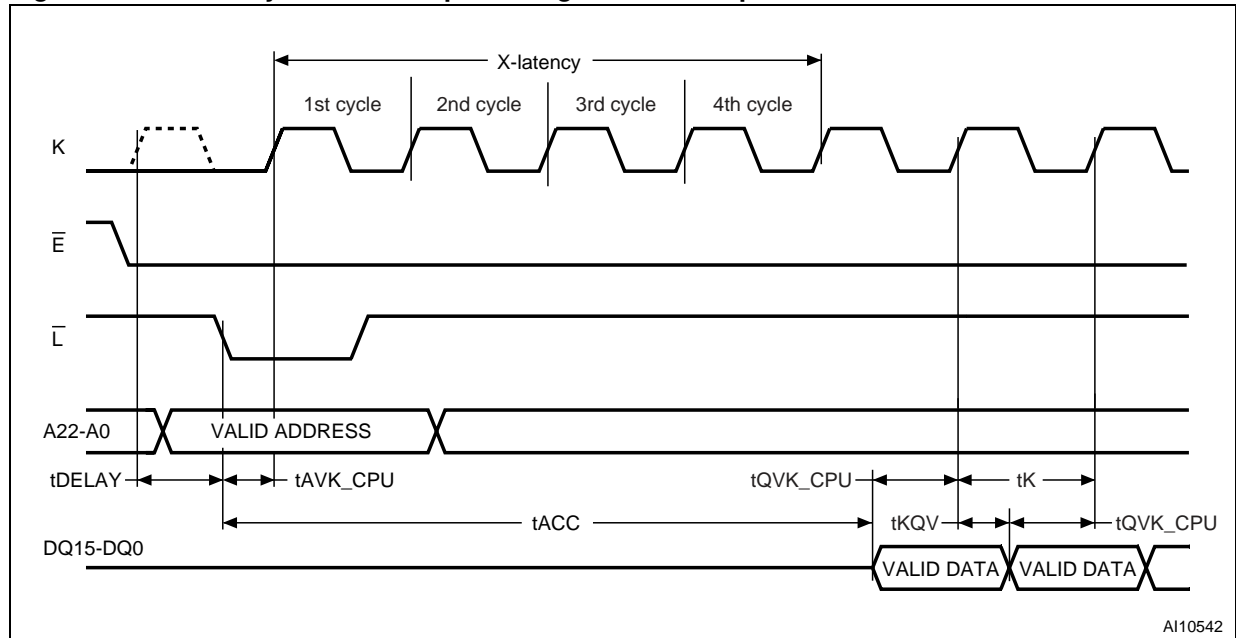 X-latency
1st cycle
2nd cycle
3rd cycle
4th cycle
K
E
L
A22-A0
VALID ADDRESS
tDELAY
tAVK_CPU
tQVK_CPU
tK
tACC
tKQV
tQVK_CPU
DQ15-DQ0
VALID DATA
VALID DATA
AI10542